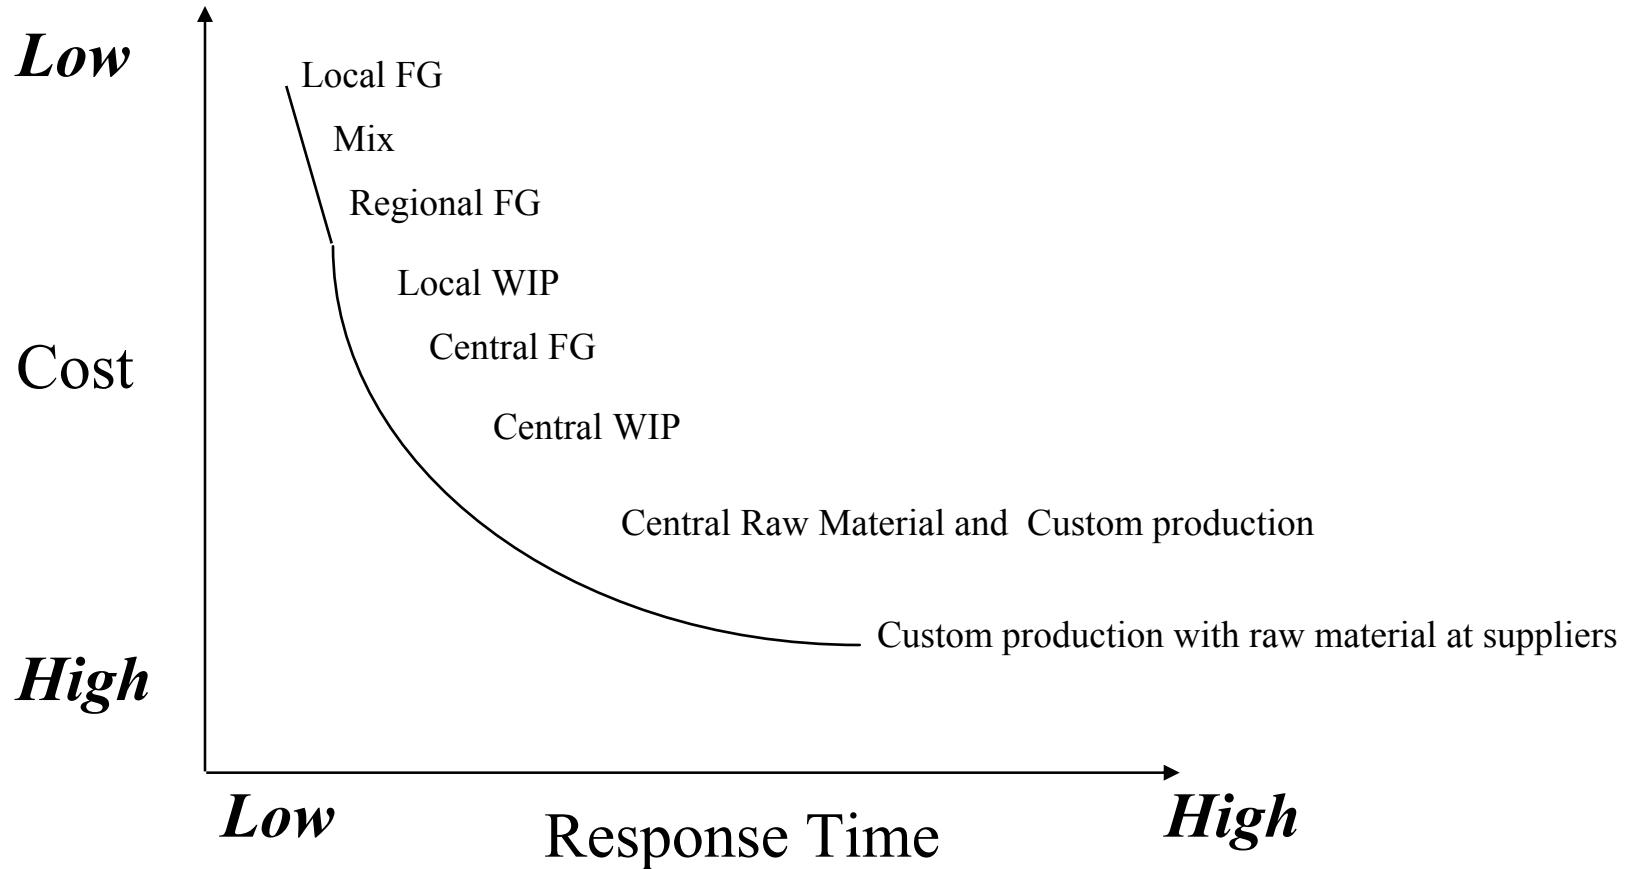 Low
Local FG
Mix
Regional FG
Local WIP
Central FG
Cost
Central WIP
Central Raw Material and  Custom production
Custom production with raw material at suppliers
High
Low
Response Time
High